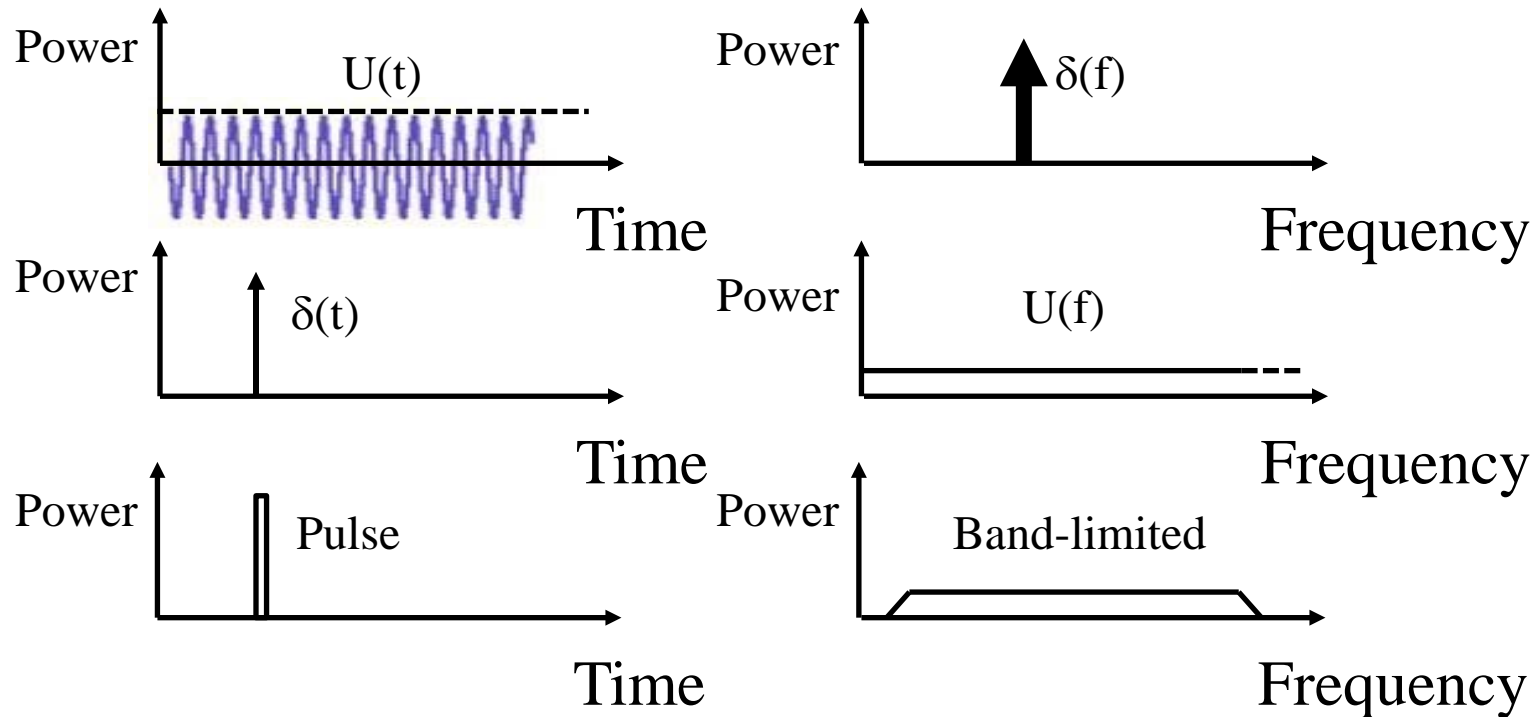 Power
U(t)
Time
Power
δ(f)
Frequency
Power
δ(t)
Time
Power
U(f)
Frequency
Power
Pulse
Time
Power
Band-limited
Frequency